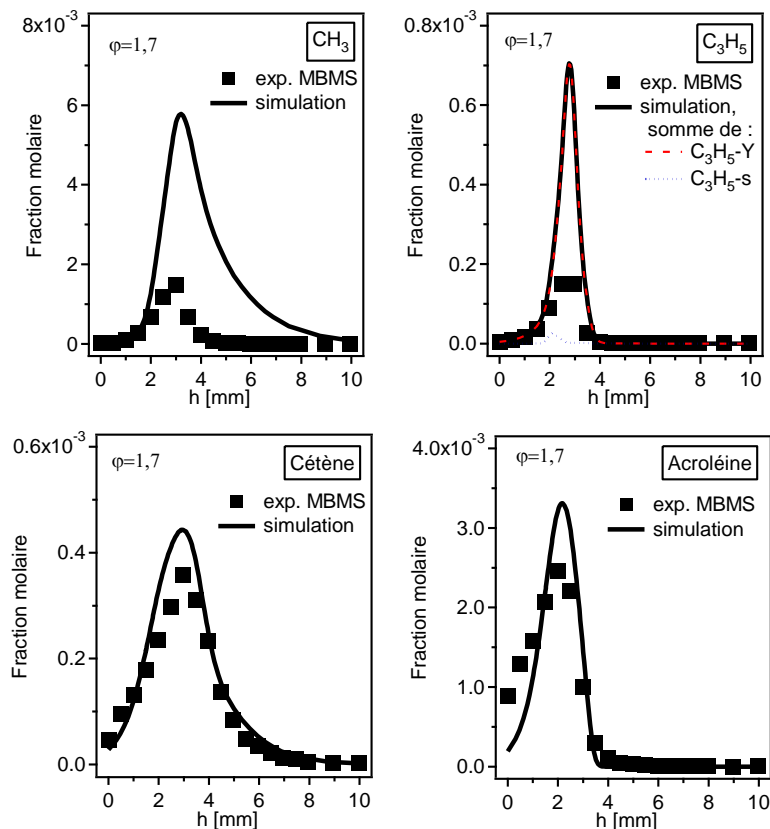 8x10-3
6
4
2
0
Fraction molaire
φ=1,7
CH3
exp. MBMS
simulation
0 2 4 6 8 10
h [mm]
0.8x10-3
0.6
0.4
0.2
0.0
Fraction molaire
φ=1,7
C3H5
exp. MBMS
simulation,
somme de :
C3H5-Y
C3H5-s
0 2 4 6 8 10
h [mm]
0.6x10-3
0.4
0.2
0.0
Fraction molaire
φ=1,7
Cétène
exp. MBMS
simulation
0 2 4 6 8 10
h [mm]
4.0x10-3
3.0
2.0
1.0
0.0
Fraction molaire
φ=1,7
Acroléine
exp. MBMS
simulation
0 2 4 6 8 10
h [mm]